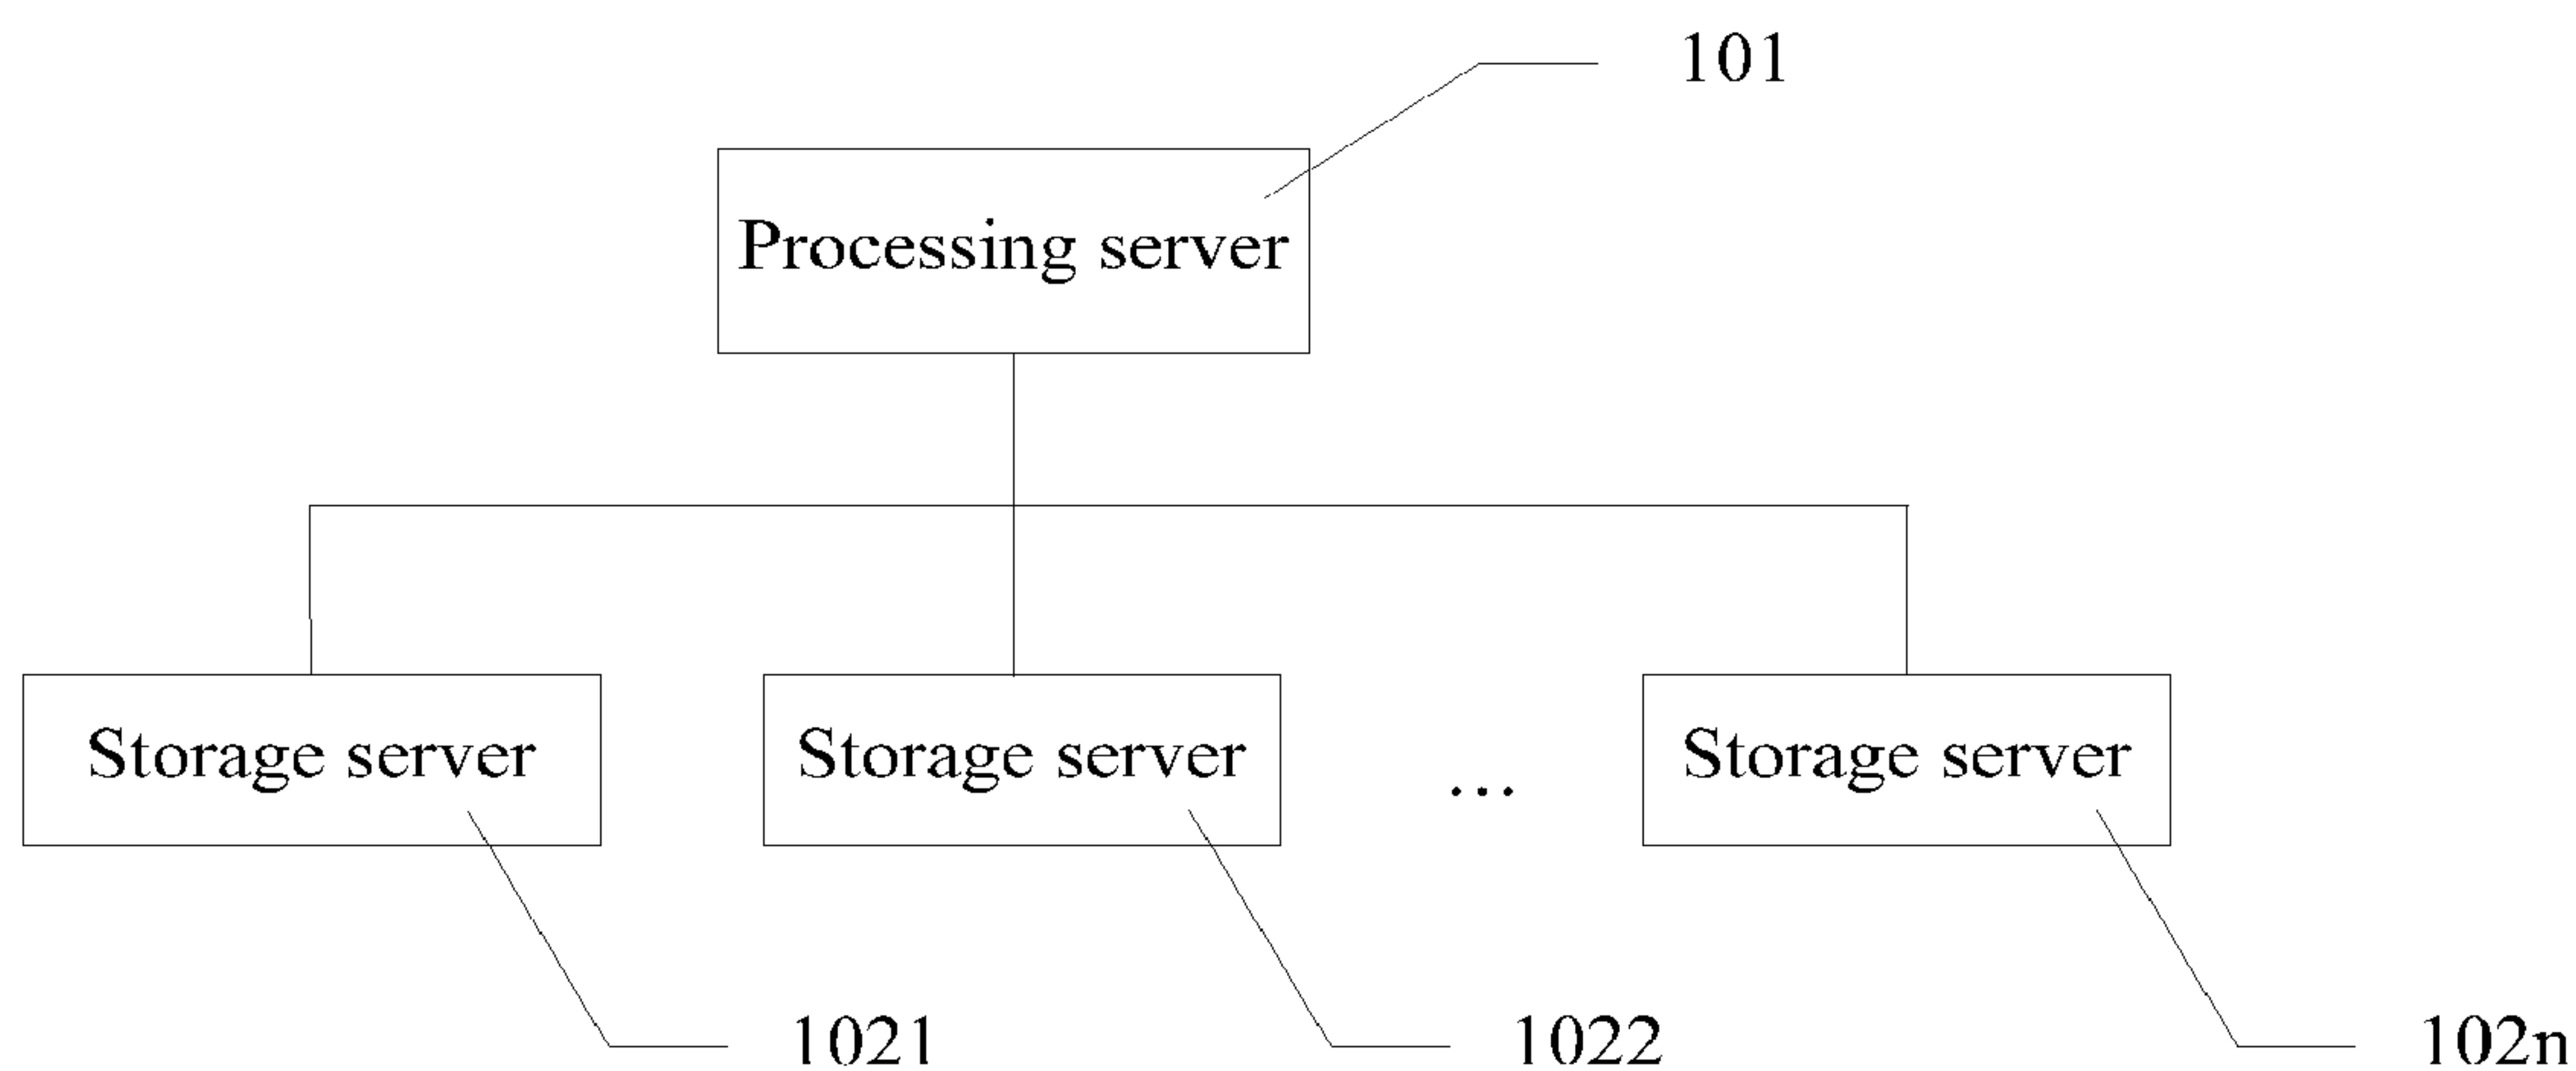 101
Processing server
Storage server
Storage server
...
Storage server
1021
1022
102n